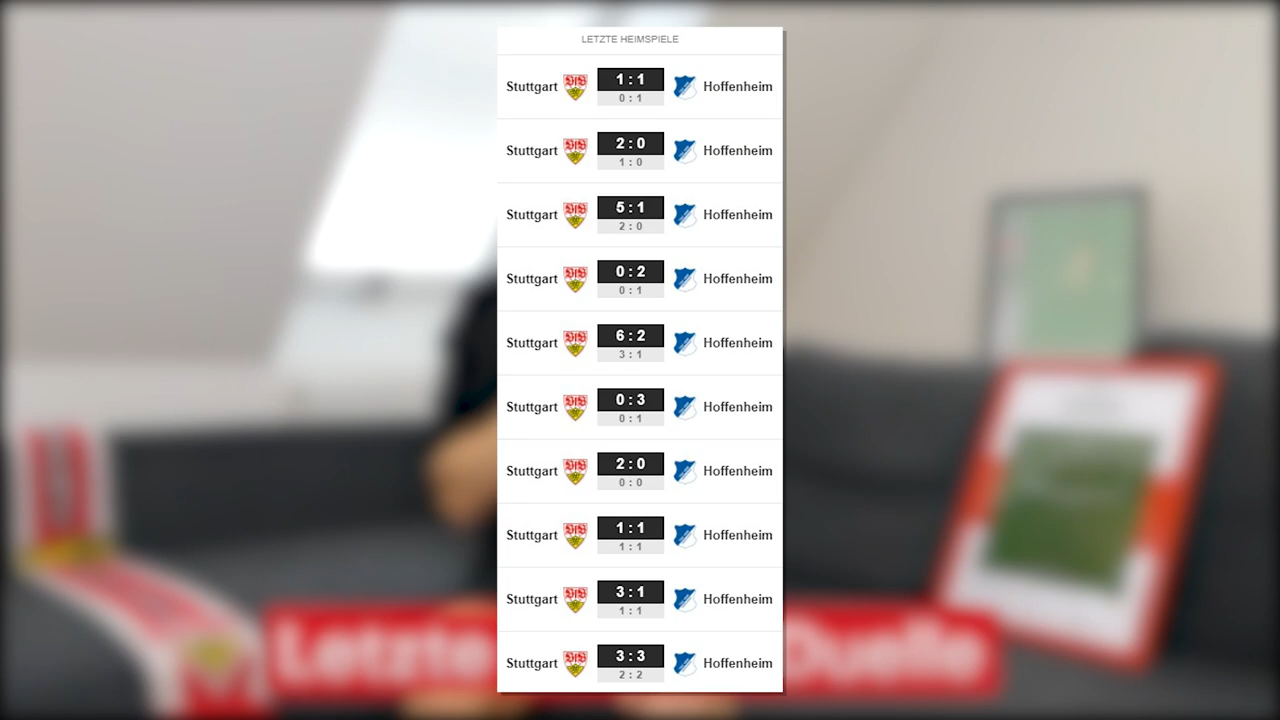 LETZTE HEIMSPIELE
Stuttgart 1 : 1 Hoffenheim
0 : 1
Stuttgart 2 : 0 Hoffenheim
1 : 0
Stuttgart 5 : 1 Hoffenheim
2 : 0
Stuttgart 0 : 2 Hoffenheim
0 : 1
Stuttgart 6 : 2 Hoffenheim
3 : 1
Stuttgart 0 : 3 Hoffenheim
0 : 1
Stuttgart 2 : 0 Hoffenheim
0 : 0
Stuttgart 1 : 1 Hoffenheim
1 : 1
Stuttgart 3 : 1 Hoffenheim
1 : 1
Stuttgart 3 : 3 Hoffenheim
2 : 2
Letzte Duelle